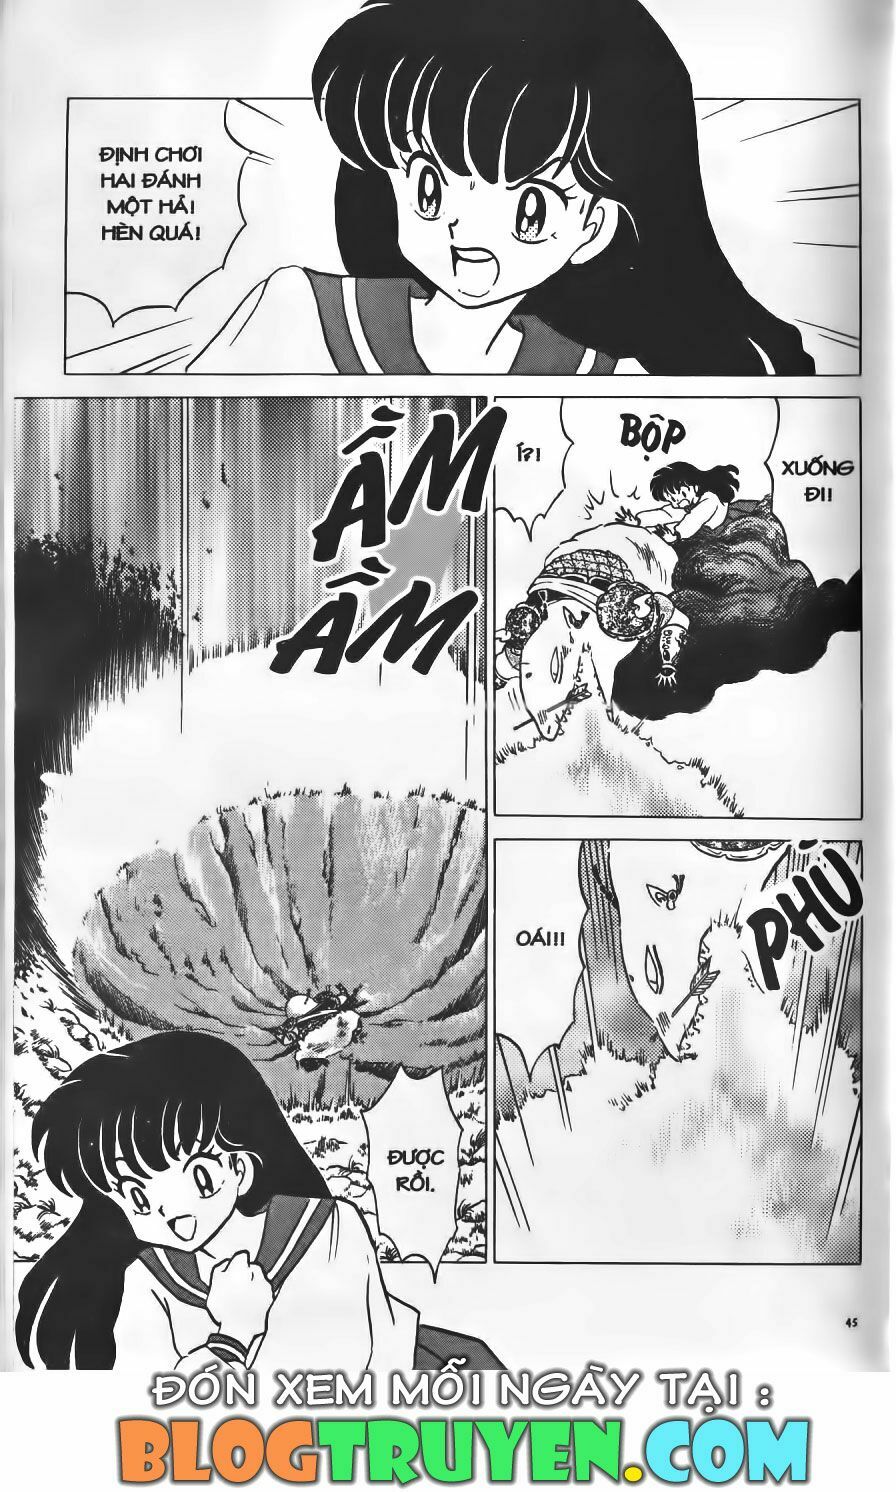 ĐỊNH CHƠI
HAI ĐÁNH
MỘT HẢ!
HÈN QUÁ!
XUỐNG
ĐI!
BỘP
Í?!
PHỤ
OÁI!!!
ẦM
ẦM
ĐƯỢC
RỒI.
45
ĐÓN XEM MỖI NGÀY TẠI :
BLOGTRUYEN.COM